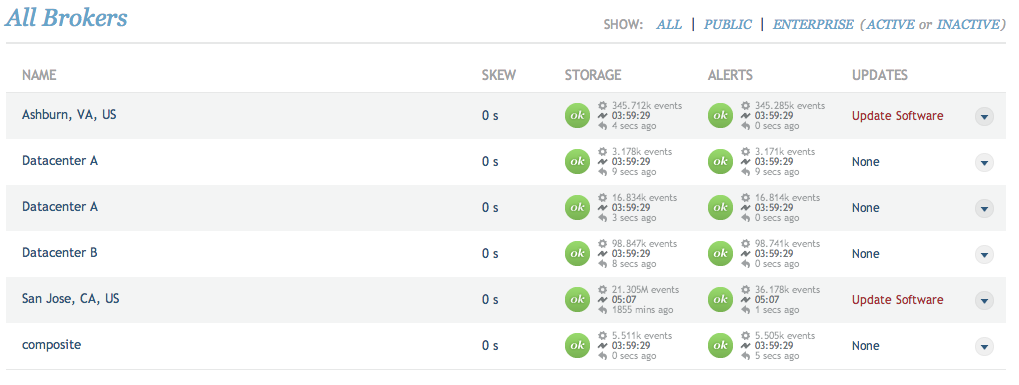 All Brokers
SHOW: ALL | PUBLIC | ENTERPRISE (ACTIVE or INACTIVE)
NAME SKEW STORAGE ALERTS UPDATES
Ashburn, VA, US 0 s ok 345.712k events 03:59:29 4 secs ago ok 345.285k events 03:59:29 0 secs ago Update Software
Datacenter A 0 s ok 3.178k events 03:59:29 9 secs ago ok 3.171k events 03:59:29 9 secs ago None
Datacenter A 0 s ok 16.834k events 03:59:29 3 secs ago ok 16.814k events 03:59:29 0 secs ago None
Datacenter B 0 s ok 98.847k events 03:59:29 8 secs ago ok 98.741k events 03:59:29 0 secs ago None
San Jose, CA, US 0 s ok 21.305M events 05:07 1855 mins ago ok 36.178k events 05:07 1 secs ago Update Software
composite 0 s ok 5.511k events 03:59:29 0 secs ago ok 5.505k events 03:59:29 5 secs ago None